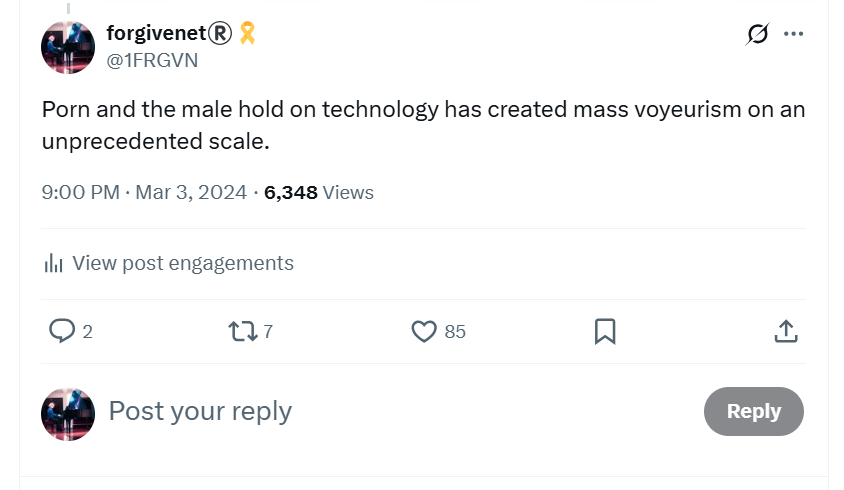 forgivenet® 🎗
@1FRGVN
Porn and the male hold on technology has created mass voyeurism on an
unprecedented scale.
9:00 PM · Mar 3, 2024 · 6,348 Views
View post engagements
2 7 85
Post your reply
Reply